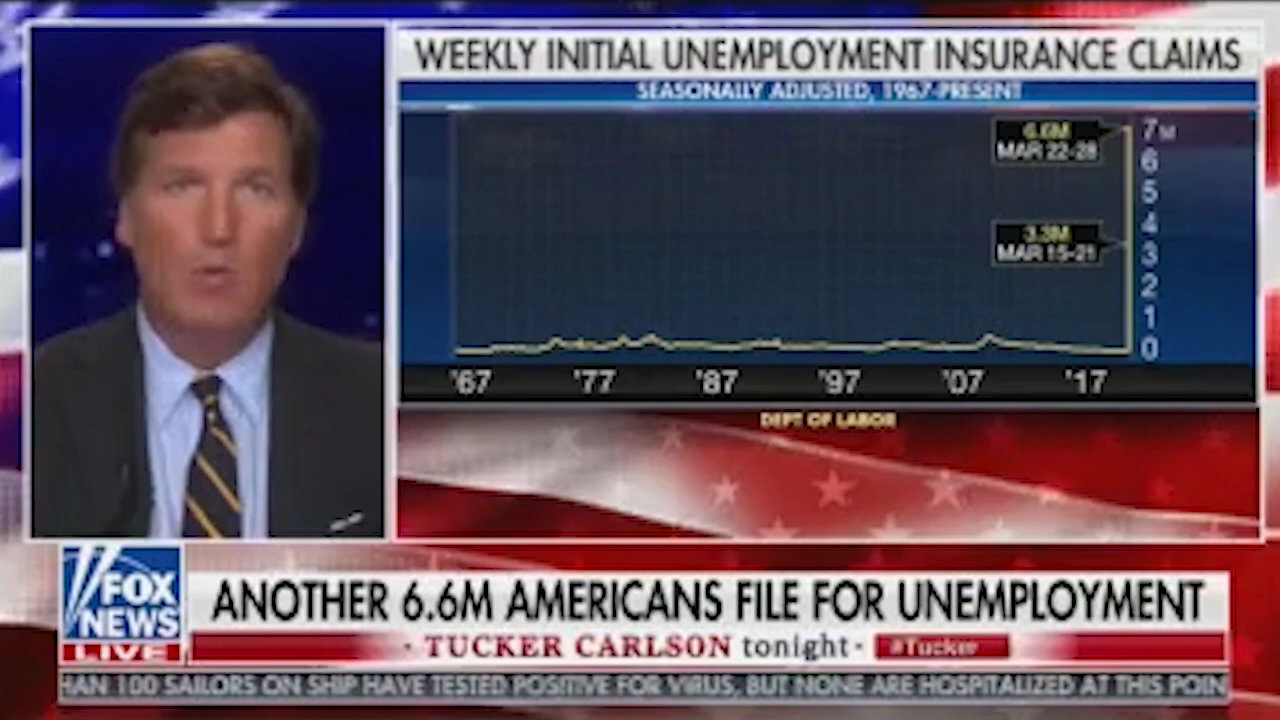 WEEKLY INITIAL UNEMPLOYMENT INSURANCE CLAIMS
SEASONALLY ADJUSTED, 1967-PRESENT
6.6M
MAR 22-28
3.3M
MAR 15-21
7M
6
5
4
3
2
1
0
'67 '77 '87 '97 '07 '17
DEPT OF LABOR
FOX
NEWS
LIVE
ANOTHER 6.6M AMERICANS FILE FOR UNEMPLOYMENT
· TUCKER CARLSON tonight · #Tucker
HAN 100 SAILORS ON SHIP HAVE TESTED POSITIVE FOR VIRUS, BUT NONE ARE HOSPITALIZED AT THIS POIN